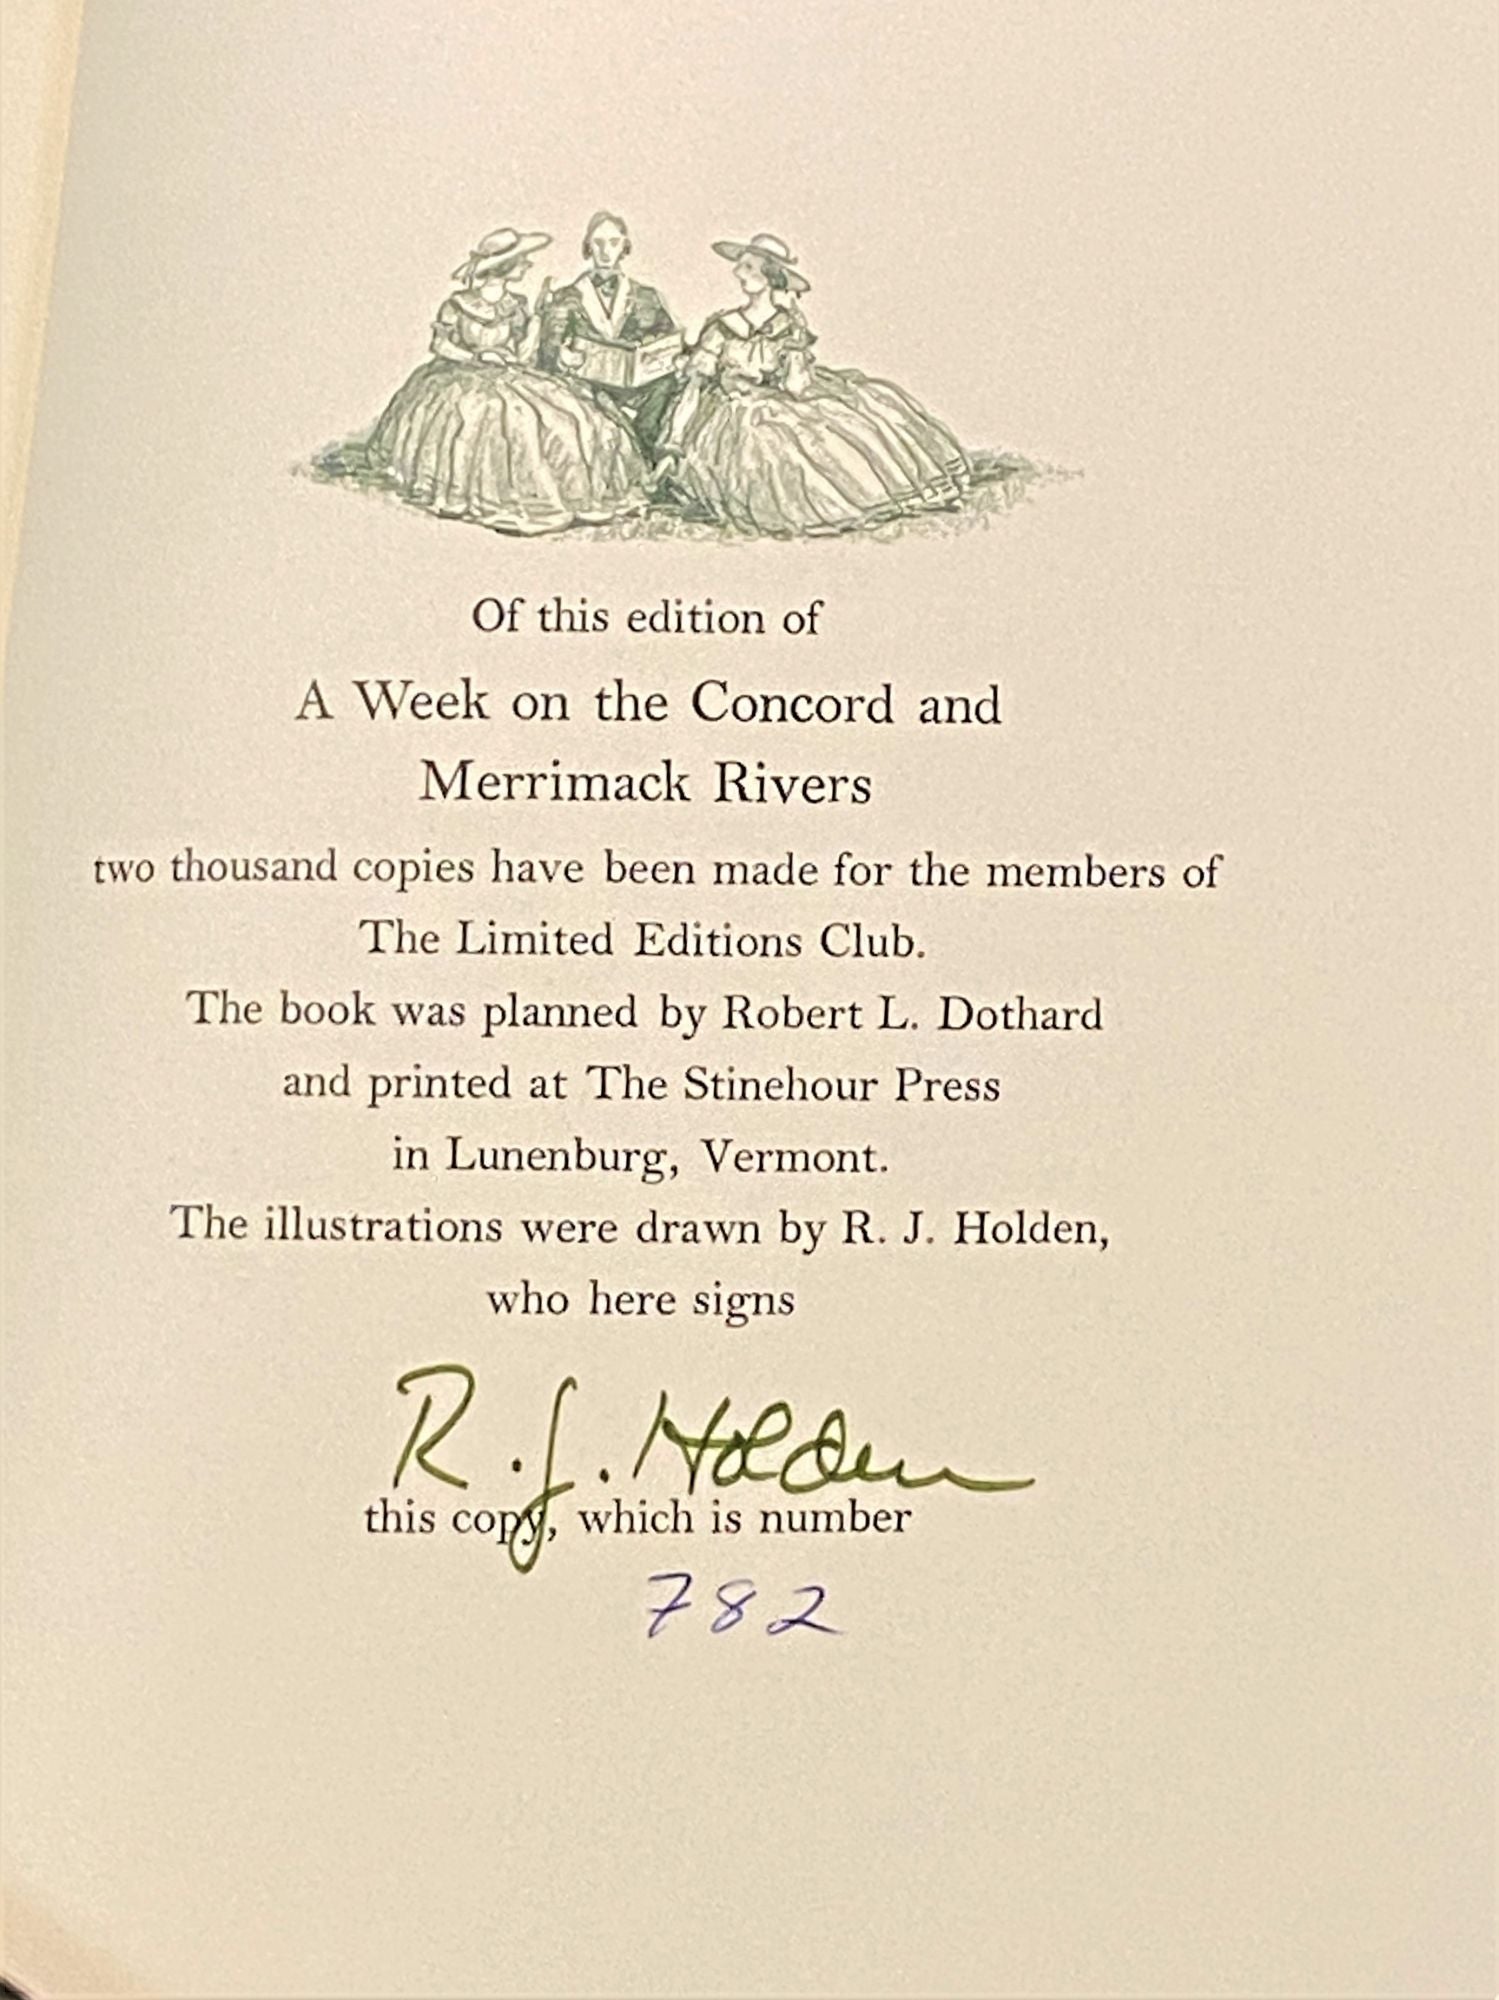 Of this edition of
A Week on the Concord and
Merrimack Rivers
two thousand copies have been made for the members of
The Limited Editions Club.
The book was planned by Robert L. Dothard
and printed at The Stinehour Press
in Lunenburg, Vermont.
The illustrations were drawn by R. J. Holden,
who here signs
R. J. Holden
this copy, which is number
782